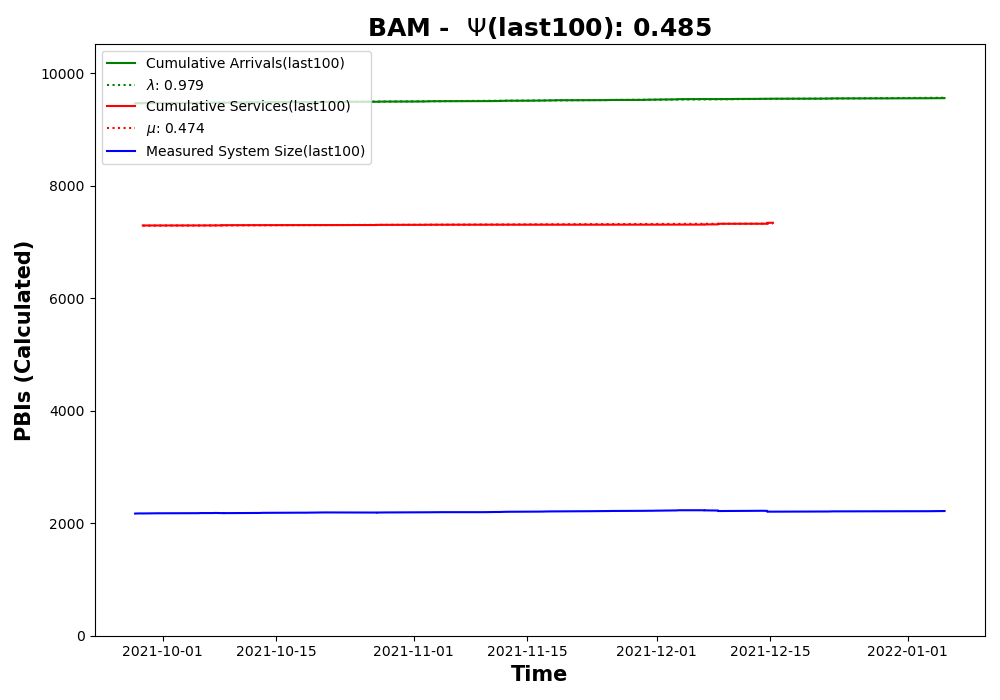 BAM - Ψ(last100): 0.485
Cumulative Arrivals(last100)
λ: 0.979
Cumulative Services(last100)
μ: 0.474
Measured System Size(last100)
10000
8000
6000
4000
2000
0
PBIs (Calculated)
2021-10-01 2021-10-15 2021-11-01 2021-11-15 2021-12-01 2021-12-15 2022-01-01
Time